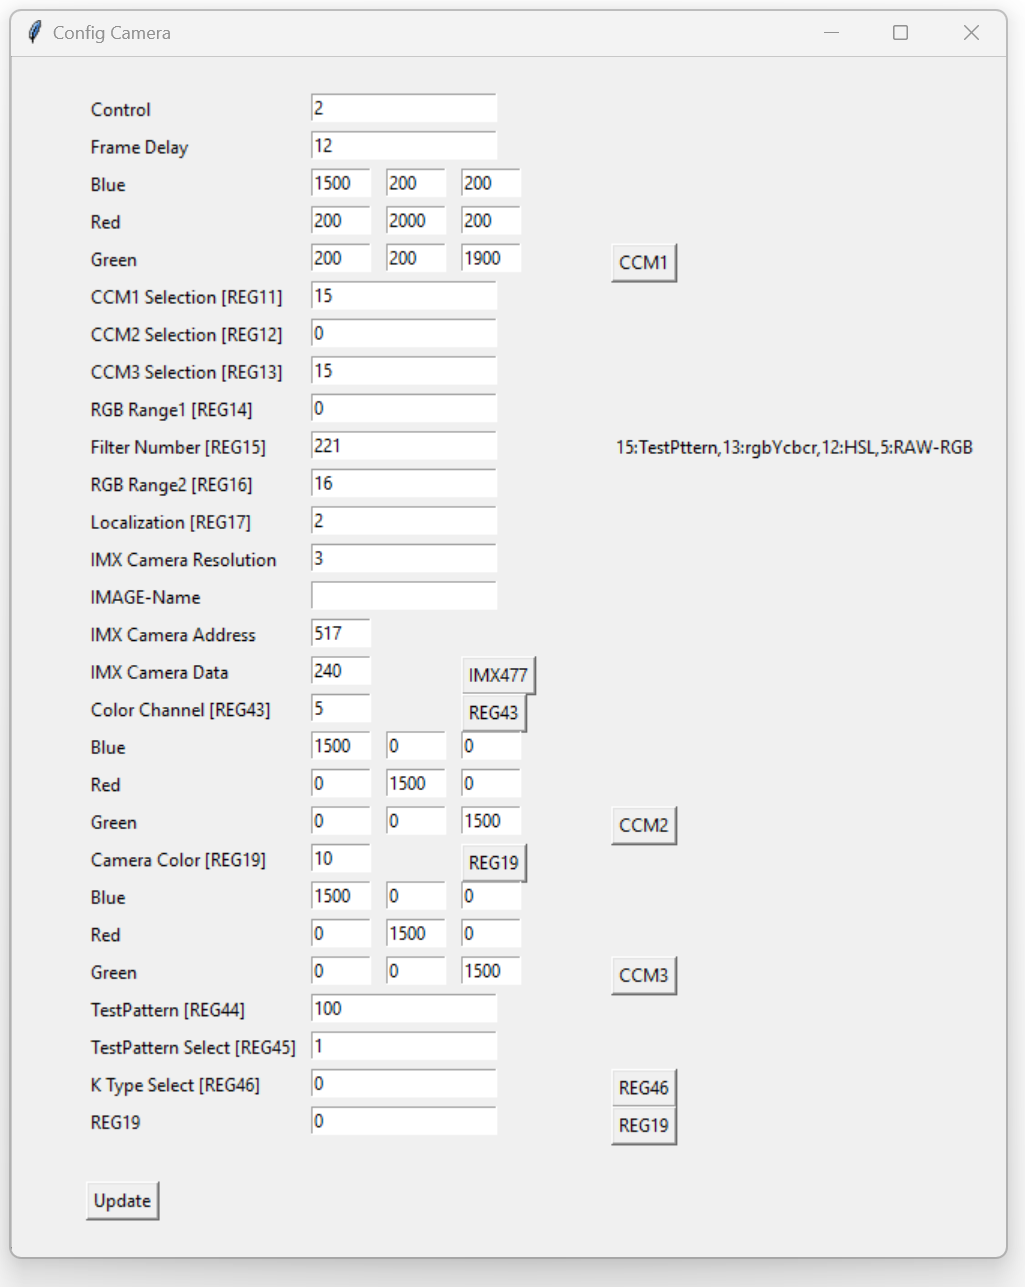 Config Camera
Control 2
Frame Delay 12
Blue 1500 200 200
Red 200 2000 200
Green 200 200 1900 CCM1
CCM1 Selection [REG11] 15
CCM2 Selection [REG12] 0
CCM3 Selection [REG13] 15
RGB Range1 [REG14] 0
Filter Number [REG15] 221 15:TestPttern,13:rgbYcbcr,12:HSL,5:RAW-RGB
RGB Range2 [REG16] 16
Localization [REG17] 2
IMX Camera Resolution 3
IMAGE-Name
IMX Camera Address 517
IMX Camera Data 240 IMX477
Color Channel [REG43] 5 REG43
Blue 1500 0 0
Red 0 1500 0
Green 0 0 1500 CCM2
Camera Color [REG19] 10 REG19
Blue 1500 0 0
Red 0 1500 0
Green 0 0 1500 CCM3
TestPattern [REG44] 100
TestPattern Select [REG45] 1
K Type Select [REG46] 0 REG46
REG19 0 REG19
Update